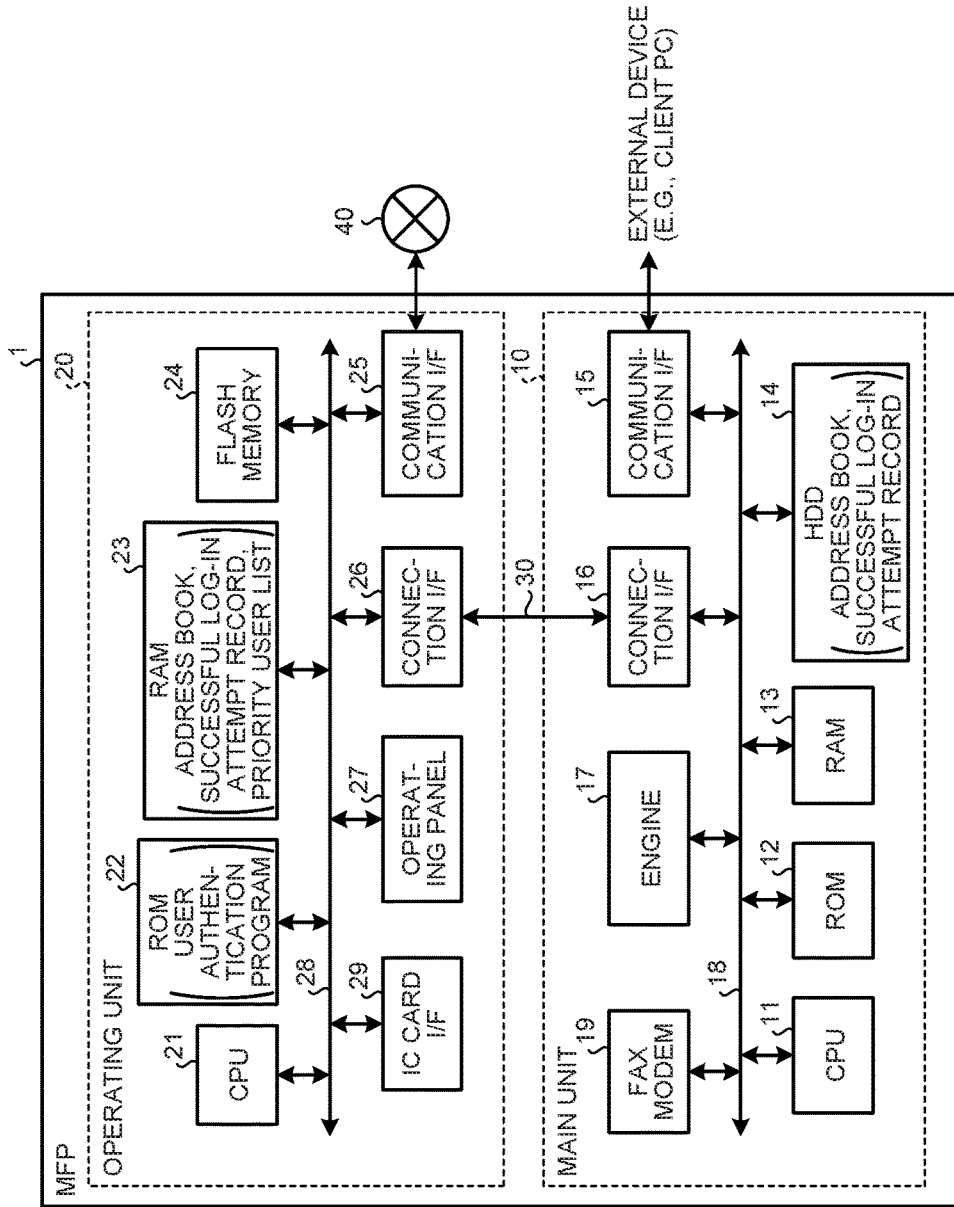 MFP
1
OPERATING UNIT
20
21
CPU
22
ROM
USER
AUTHEN-
TICATION
PROGRAM
23
RAM
ADDRESS BOOK,
SUCCESSFUL LOG-IN
ATTEMPT RECORD,
PRIORITY USER LIST
24
FLASH
MEMORY
28
29
IC CARD
I/F
27
OPERAT-
ING PANEL
26
CONNEC-
TION I/F
25
COMMUNI-
CATION I/F
40
30
MAIN UNIT
10
19
FAX
MODEM
17
ENGINE
16
CONNEC-
TION I/F
15
COMMUNI-
CATION I/F
EXTERNAL DEVICE
(E.G., CLIENT PC)
18
11
CPU
12
ROM
13
RAM
14
HDD
ADDRESS BOOK,
SUCCESSFUL LOG-IN
ATTEMPT RECORD